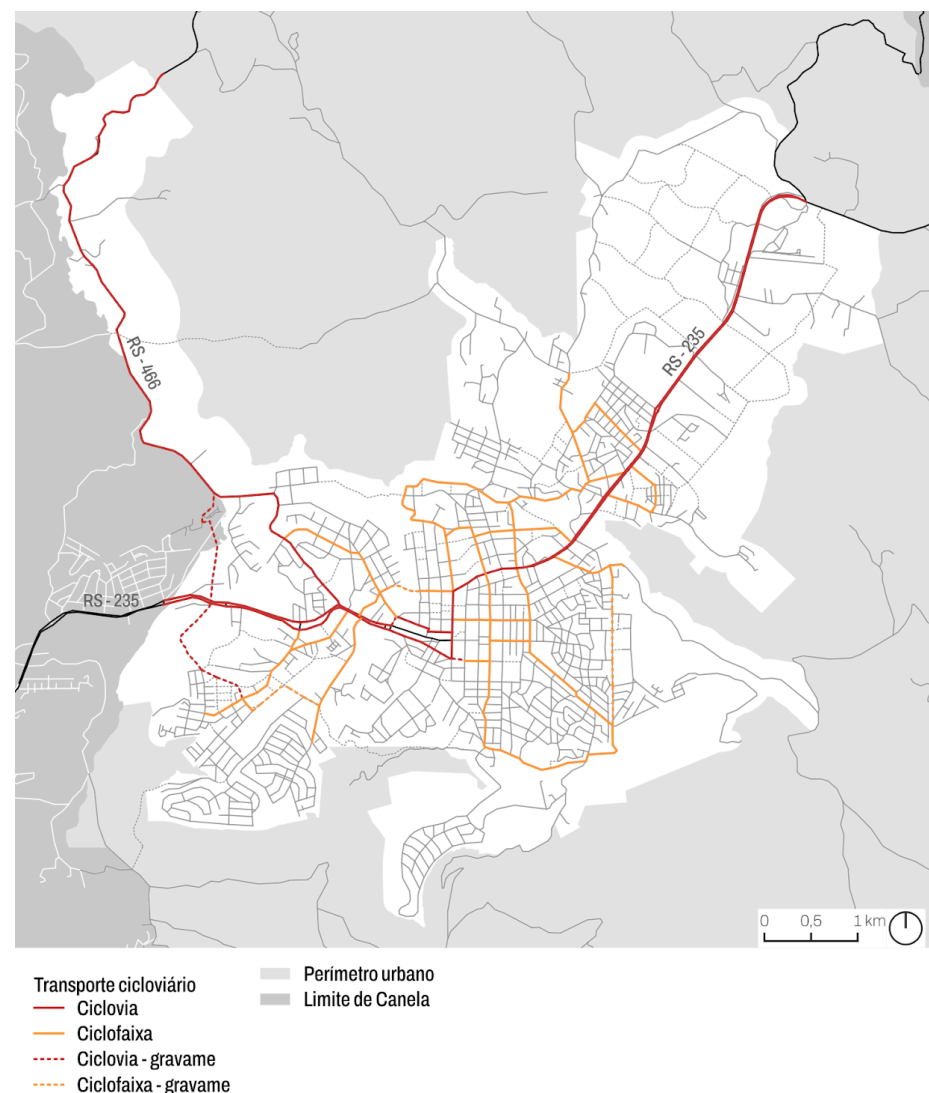 RS - 235
RS - 466
RS - 235
0 0,5 1 km
Transporte cicloviário
Ciclovia
Ciclofaixa
Ciclovia - gravame
Ciclofaixa - gravame
Perímetro urbano
Limite de Canela